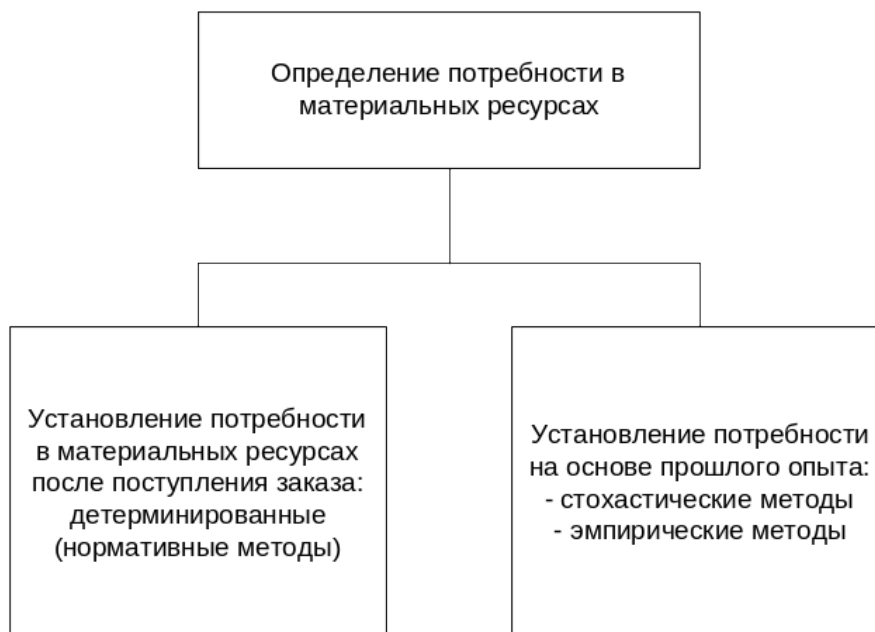 Определение потребности в
материальных ресурсах
Установление потребности
в материальных ресурсах
после поступления заказа:
детерминированные
(нормативные методы)
Установление потребности
на основе прошлого опыта:
- стохастические методы
- эмпирические методы